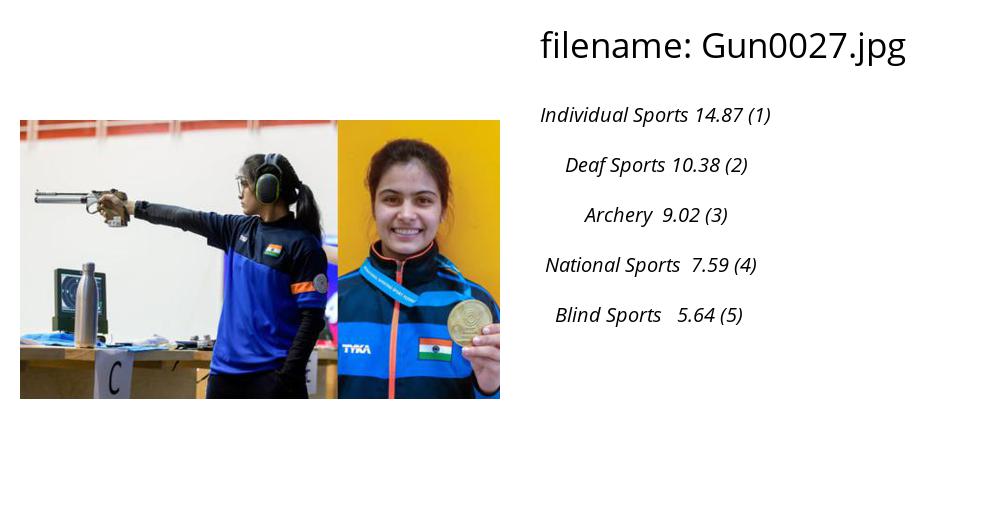 filename: Gun0027.jpg
Individual Sports 14.87 (1)
Deaf Sports 10.38 (2)
Archery 9.02 (3)
National Sports 7.59 (4)
Blind Sports 5.64 (5)
C
TYKA